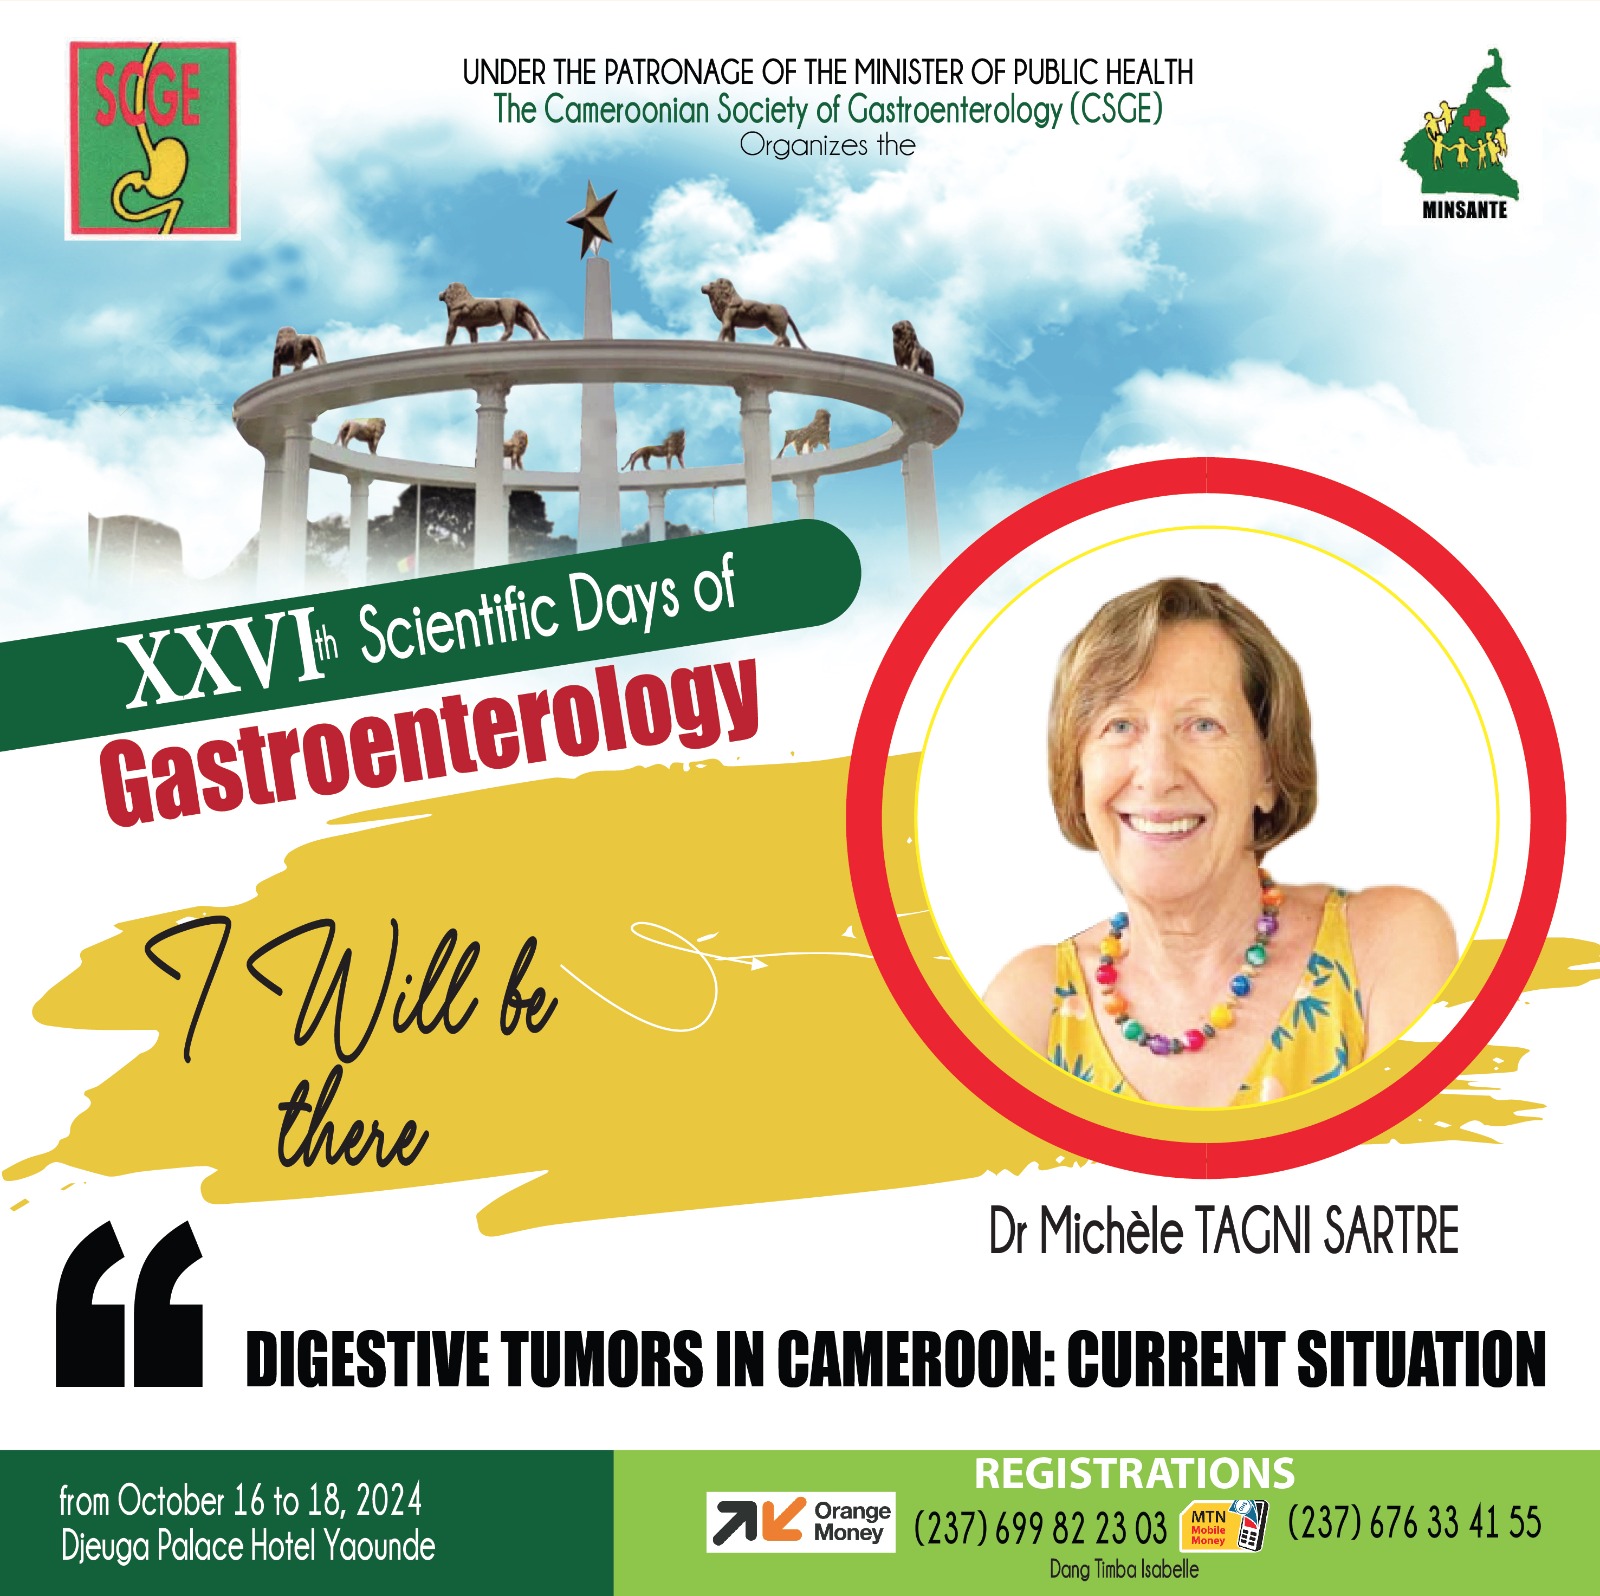 SCGE
UNDER THE PATRONAGE OF THE MINISTER OF PUBLIC HEALTH
The Cameroonian Society of Gastroenterology (CSGE)
Organizes the
MINSANTE
XXVIth Scientific Days of
Gastroenterology
I Will be
there
Dr Michèle TAGNI SARTRE
“
DIGESTIVE TUMORS IN CAMEROON: CURRENT SITUATION
from October 16 to 18, 2024
Djeuga Palace Hotel Yaounde
REGISTRATIONS
Orange
Money
(237) 699 82 23 03
MTN
Mobile
Money
(237) 676 33 41 55
Dang Timba Isabelle